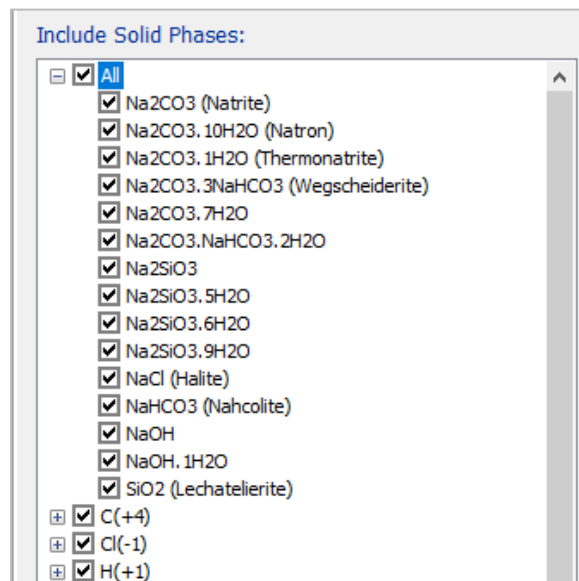 Include Solid Phases:
All
Na2CO3 (Natrite)
Na2CO3.10H2O (Natron)
Na2CO3.1H2O (Thermonatrite)
Na2CO3.3NaHCO3 (Wegscheiderite)
Na2CO3.7H2O
Na2CO3.NaHCO3.2H2O
Na2SiO3
Na2SiO3.5H2O
Na2SiO3.6H2O
Na2SiO3.9H2O
NaCl (Halite)
NaHCO3 (Nahcolite)
NaOH
NaOH.1H2O
SiO2 (Lechatelierite)
C(+4)
Cl(-1)
H(+1)